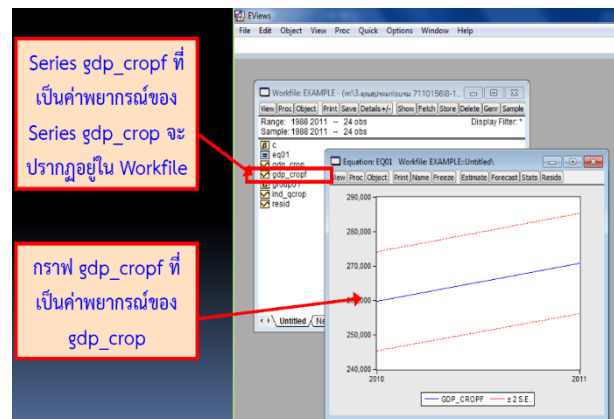 EViews
File Edit Object View Proc Quick Options Window Help
Series gdp_cropf ที่
เป็นค่าพยากรณ์ของ
Series gdp_crop จะ
ปรากฏอยู่ใน Workfile
Workfile: EXAMPLE
View Proc Object Print Save Details+/- Show Fetch Store Delete Genr Sample
Range: 1988 2011 -- 24 obs
Display Filter: *
Sample: 1988 2011 -- 24 obs
c
eq01
gdp_crop
gdp_cropf
group01
ind_qcrop
resid
Untitled
Equation: EQ01 Workfile: EXAMPLE::Untitled\
View Proc Object Print Name Freeze Estimate Forecast Stats Resids
290,000
280,000
270,000
260,000
250,000
240,000
2010
2011
GDP_CROPF ± 2 S.E.
กราฟ gdp_cropf ที่
เป็นค่าพยากรณ์ของ
gdp_crop